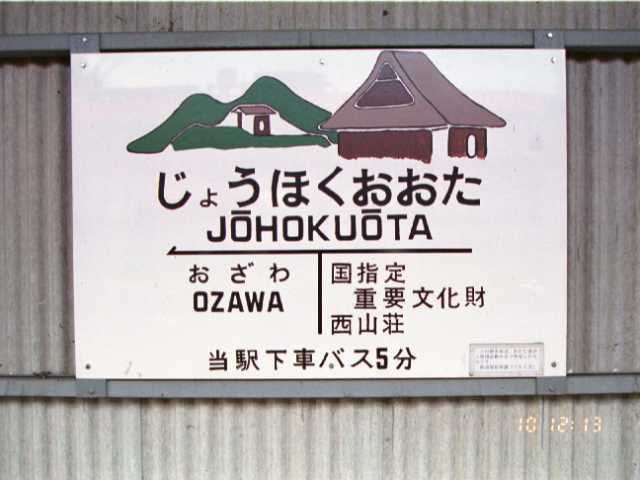 じょうほくおおた
JŌHOKUŌTA
おざわ
OZAWA
国指定
重要文化財
西山荘
当駅下車バス5分
10 12:13